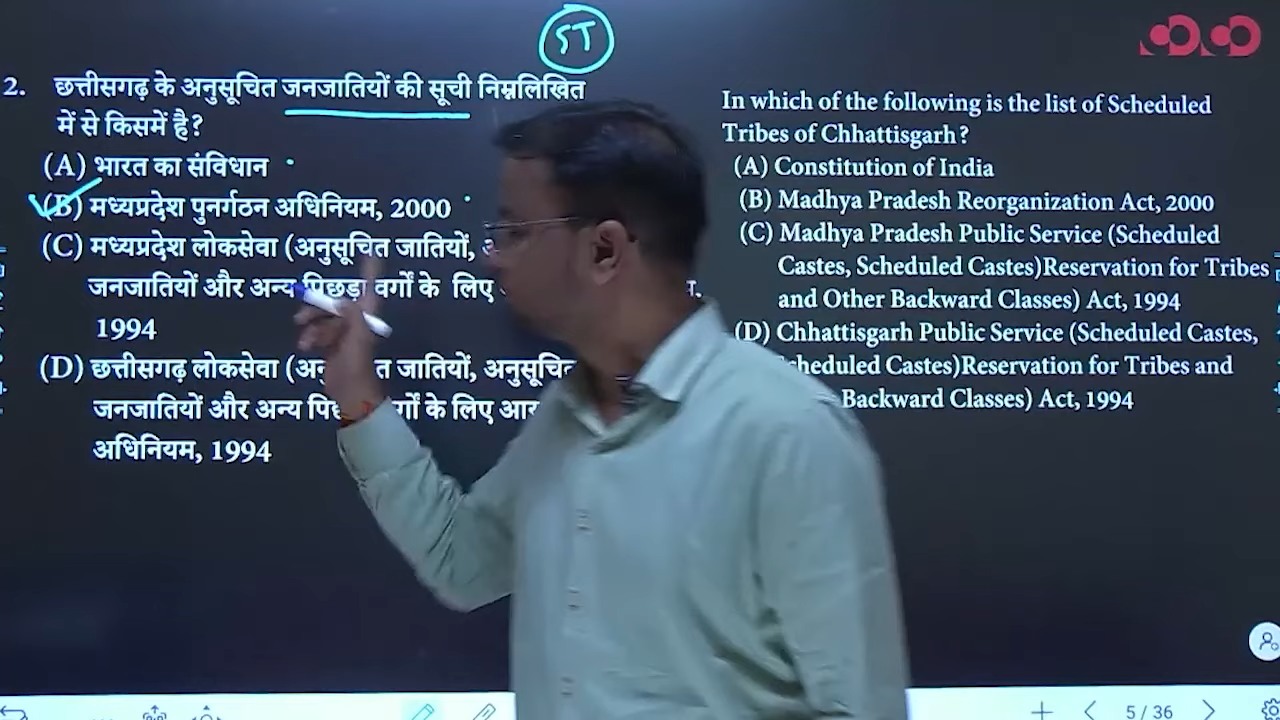 ST
2. छत्तीसगढ़ के अनुसूचित जनजातियों की सूची निम्नलिखित
में से किसमें है?
(A) भारत का संविधान
(B) मध्यप्रदेश पुनर्गठन अधिनियम, 2000
(C) मध्यप्रदेश लोकसेवा (अनुसूचित जातियों,
जनजातियों और अन्य पिछड़ा वर्गों के लिए
1994
(D) छत्तीसगढ़ लोकसेवा जातियों,
जनजातियों और अन्य के लिए
अधिनियम, 1994
In which of the following is the list of Scheduled
Tribes of Chhattisgarh?
(A) Constitution of India
(B) Madhya Pradesh Reorganization Act, 2000
(C) Madhya Pradesh Public Service (Scheduled
Castes, Scheduled Castes)Reservation for Tribes
and Other Backward Classes) Act, 1994
(D) Chhattisgarh Public Service (Scheduled Castes,
Castes)Reservation for Tribes and
Backward Classes) Act, 1994
5 / 36